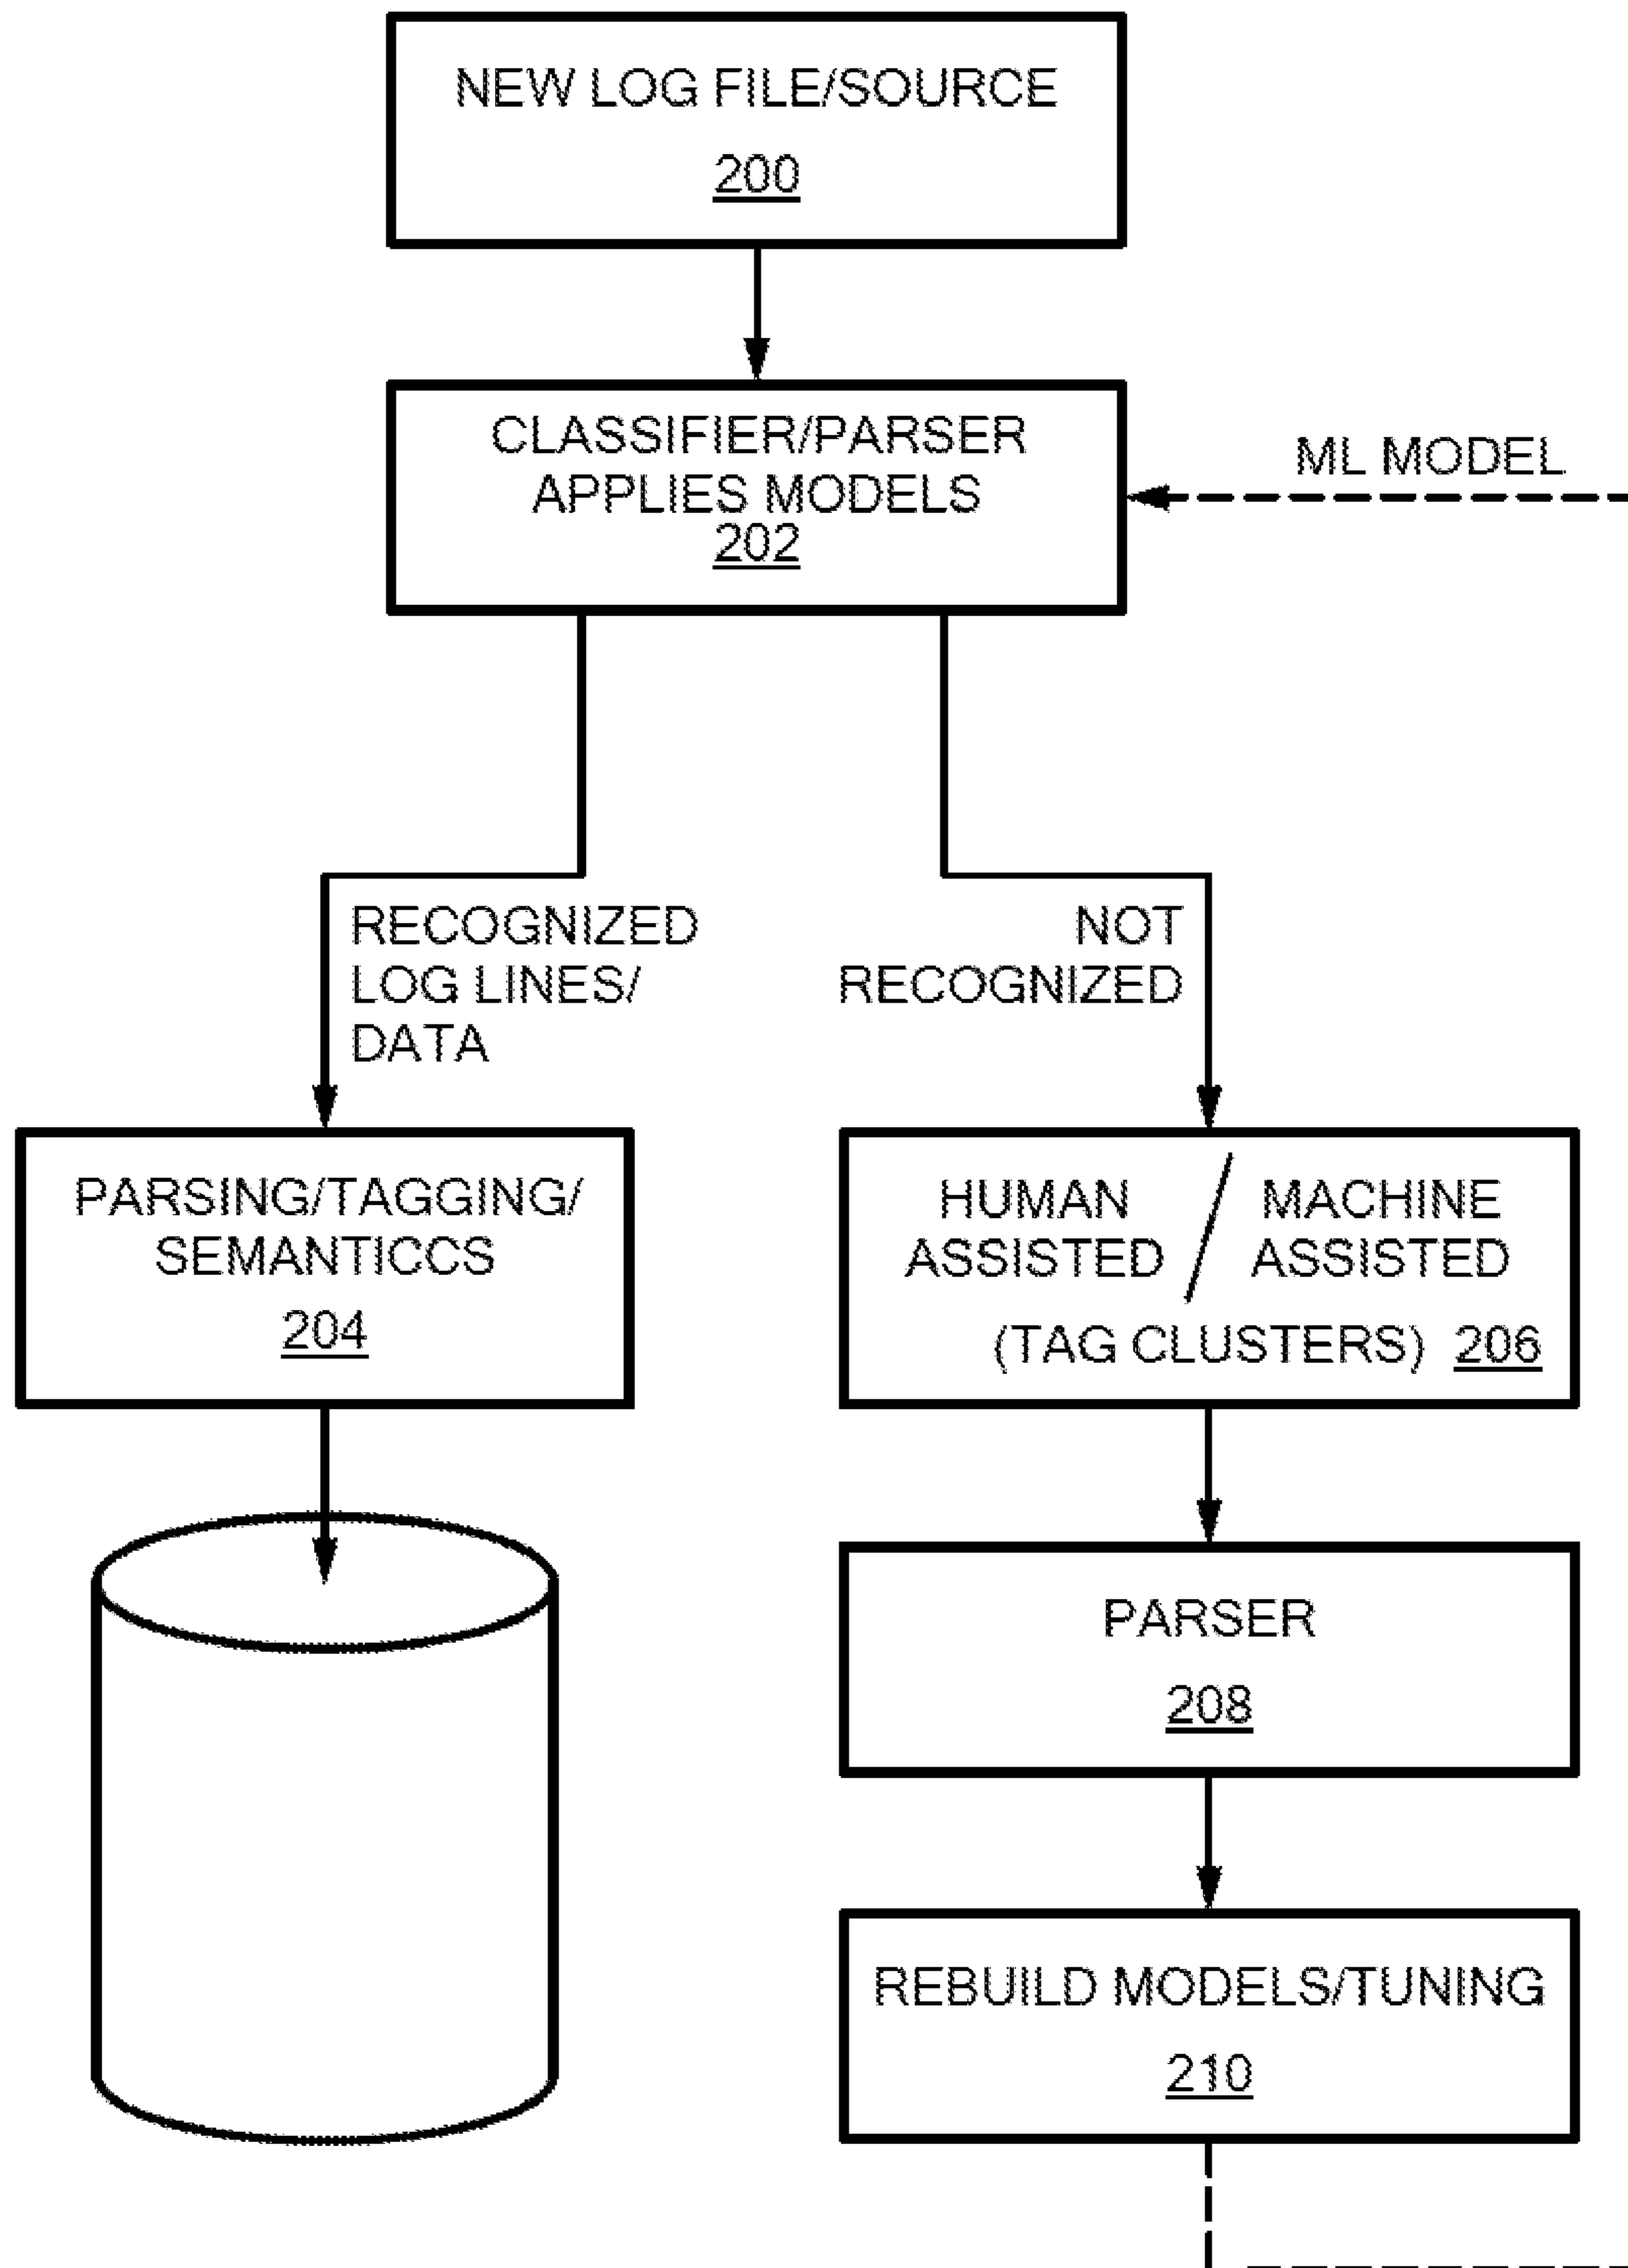 NEW LOG FILE/SOURCE
200
CLASSIFIER/PARSER
APPLIES MODELS
202
ML MODEL
RECOGNIZED
LOG LINES/
DATA
NOT
RECOGNIZED
PARSING/TAGGING/
SEMANTICCS
204
HUMAN / MACHINE
ASSISTED ASSISTED
(TAG CLUSTERS) 206
PARSER
208
REBUILD MODELS/TUNING
210